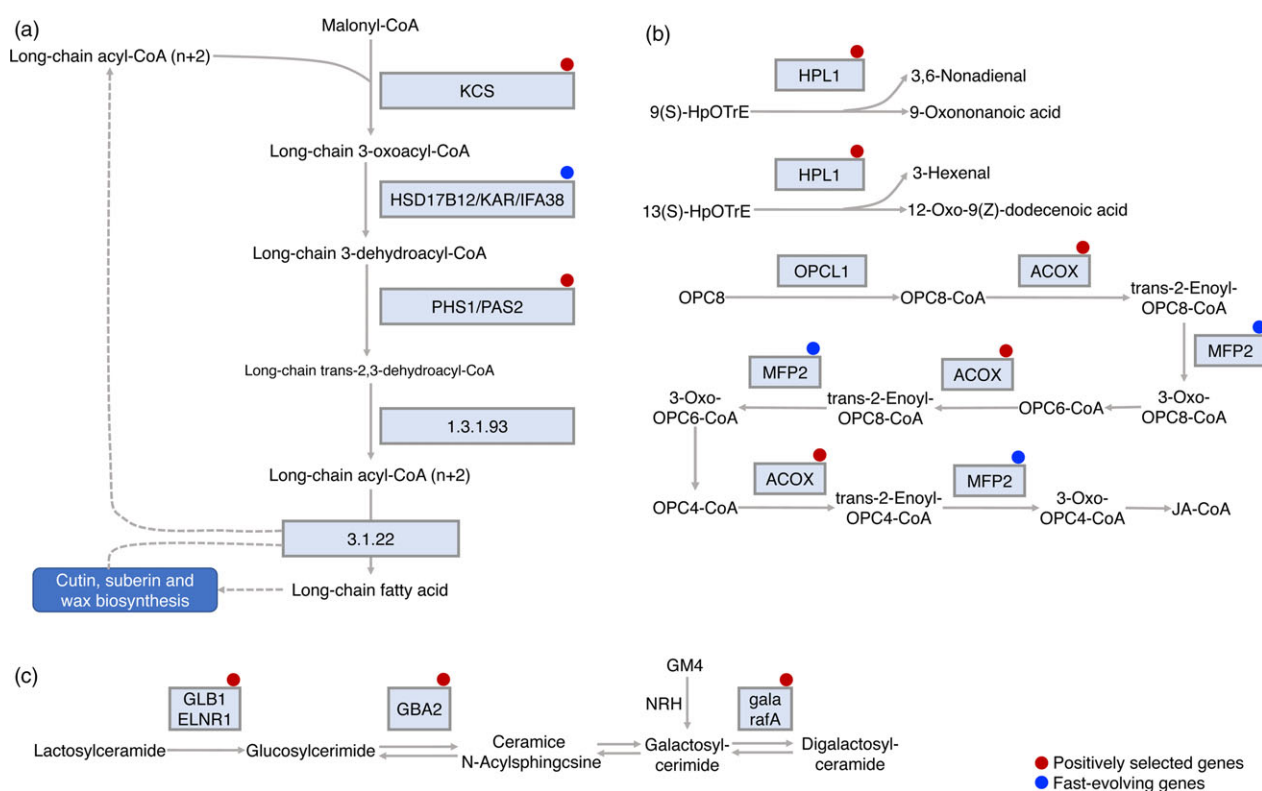 (a)
Malonyl-CoA
Long-chain acyl-CoA (n+2)
KCS
Long-chain 3-oxoacyl-CoA
HSD17B12/KAR/IFA38
Long-chain 3-dehydroacyl-CoA
PHS1/PAS2
Long-chain trans-2,3-dehydroacyl-CoA
1.3.1.93
Long-chain acyl-CoA (n+2)
3.1.22
Cutin, suberin and
wax biosynthesis
Long-chain fatty acid
(b)
HPL1
3,6-Nonadienal
9(S)-HpOTrE
9-Oxononanoic acid
HPL1
3-Hexenal
13(S)-HpOTrE
12-Oxo-9(Z)-dodecenoic acid
OPCL1
ACOX
OPC8
OPC8-CoA
trans-2-Enoyl-
OPC8-CoA
MFP2
MFP2
ACOX
3-Oxo-
OPC6-CoA
trans-2-Enoyl-
OPC8-CoA
OPC6-CoA
3-Oxo-
OPC8-CoA
ACOX
MFP2
OPC4-CoA
trans-2-Enoyl-
OPC4-CoA
3-Oxo-
OPC4-CoA
JA-CoA
(c)
GLB1
ELNR1
GBA2
GM4
NRH
gala
rafA
Lactosylceramide
Glucosylcerimide
Ceramice
N-Acylsphingcsine
Galactosyl-
cerimide
Digalactosyl-
ceramide
Positively selected genes
Fast-evolving genes